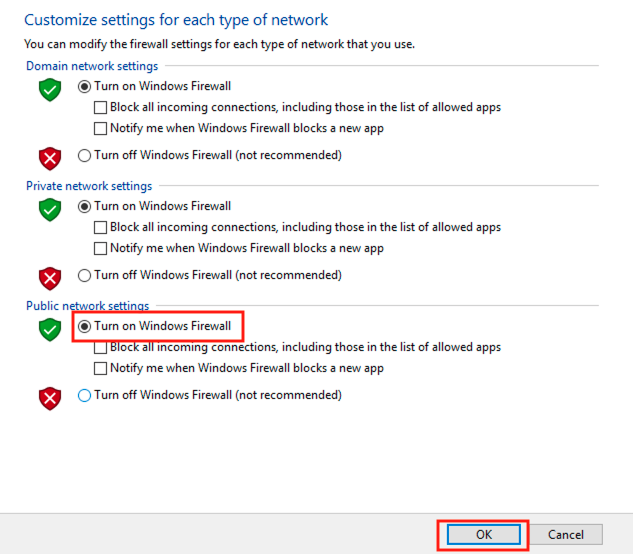 Customize settings for each type of network
You can modify the firewall settings for each type of network that you use.
Domain network settings
Turn on Windows Firewall
Block all incoming connections, including those in the list of allowed apps
Notify me when Windows Firewall blocks a new app
Turn off Windows Firewall (not recommended)
Private network settings
Turn on Windows Firewall
Block all incoming connections, including those in the list of allowed apps
Notify me when Windows Firewall blocks a new app
Turn off Windows Firewall (not recommended)
Public network settings
Turn on Windows Firewall
Block all incoming connections, including those in the list of allowed apps
Notify me when Windows Firewall blocks a new app
Turn off Windows Firewall (not recommended)
OK Cancel